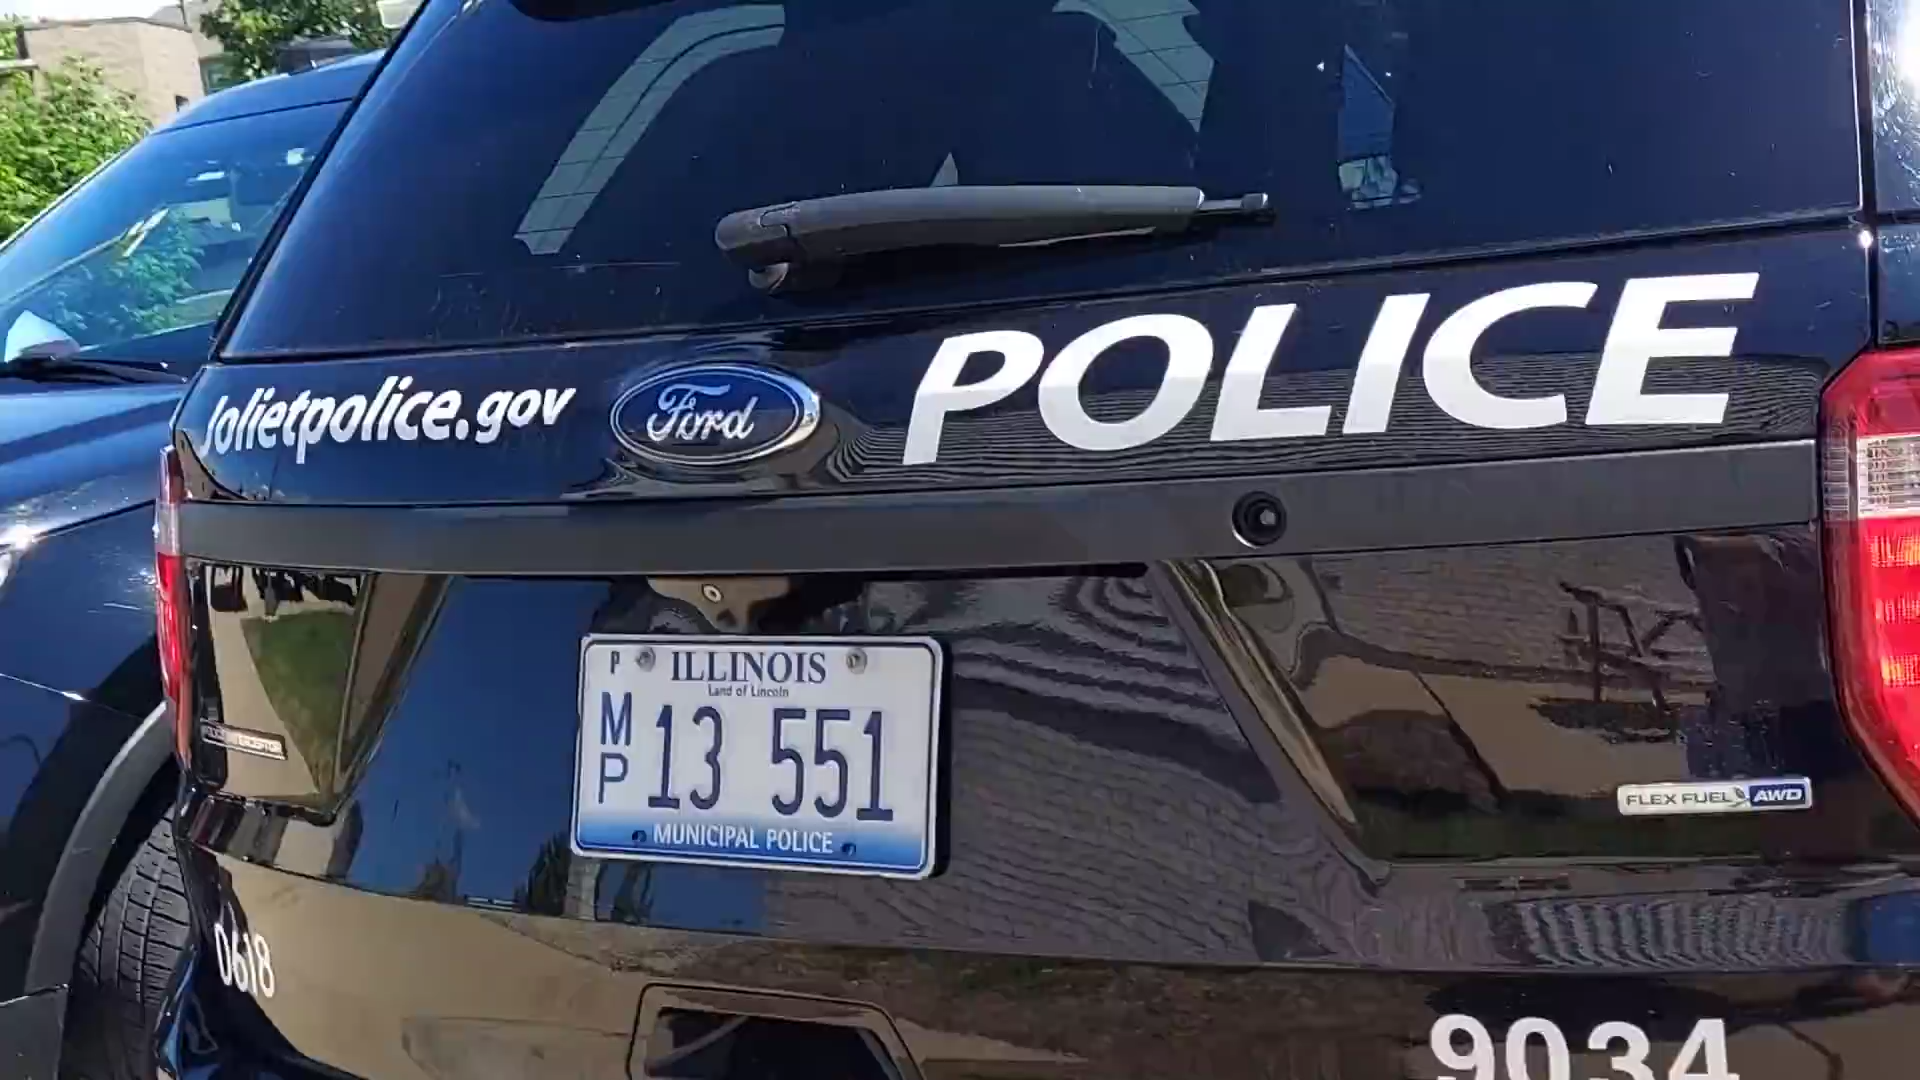 Jolietpolice.gov
Ford
POLICE
P ILLINOIS
Land of Lincoln
MP 13 551
MUNICIPAL POLICE
FLEX FUEL AWD
0618
9034